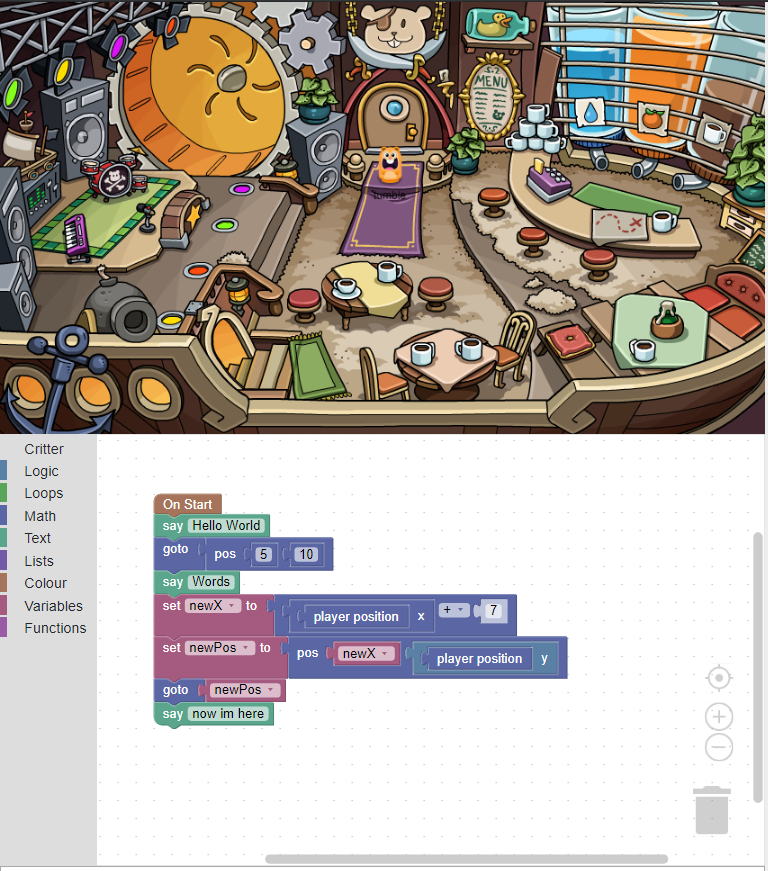 MENU
tumble
Critter
Logic
Loops
Math
Text
Lists
Colour
Variables
Functions
On Start
say Hello World
goto pos 5 10
say Words
set newX to player position x + 7
set newPos to pos newX player position y
goto newPos
say now im here